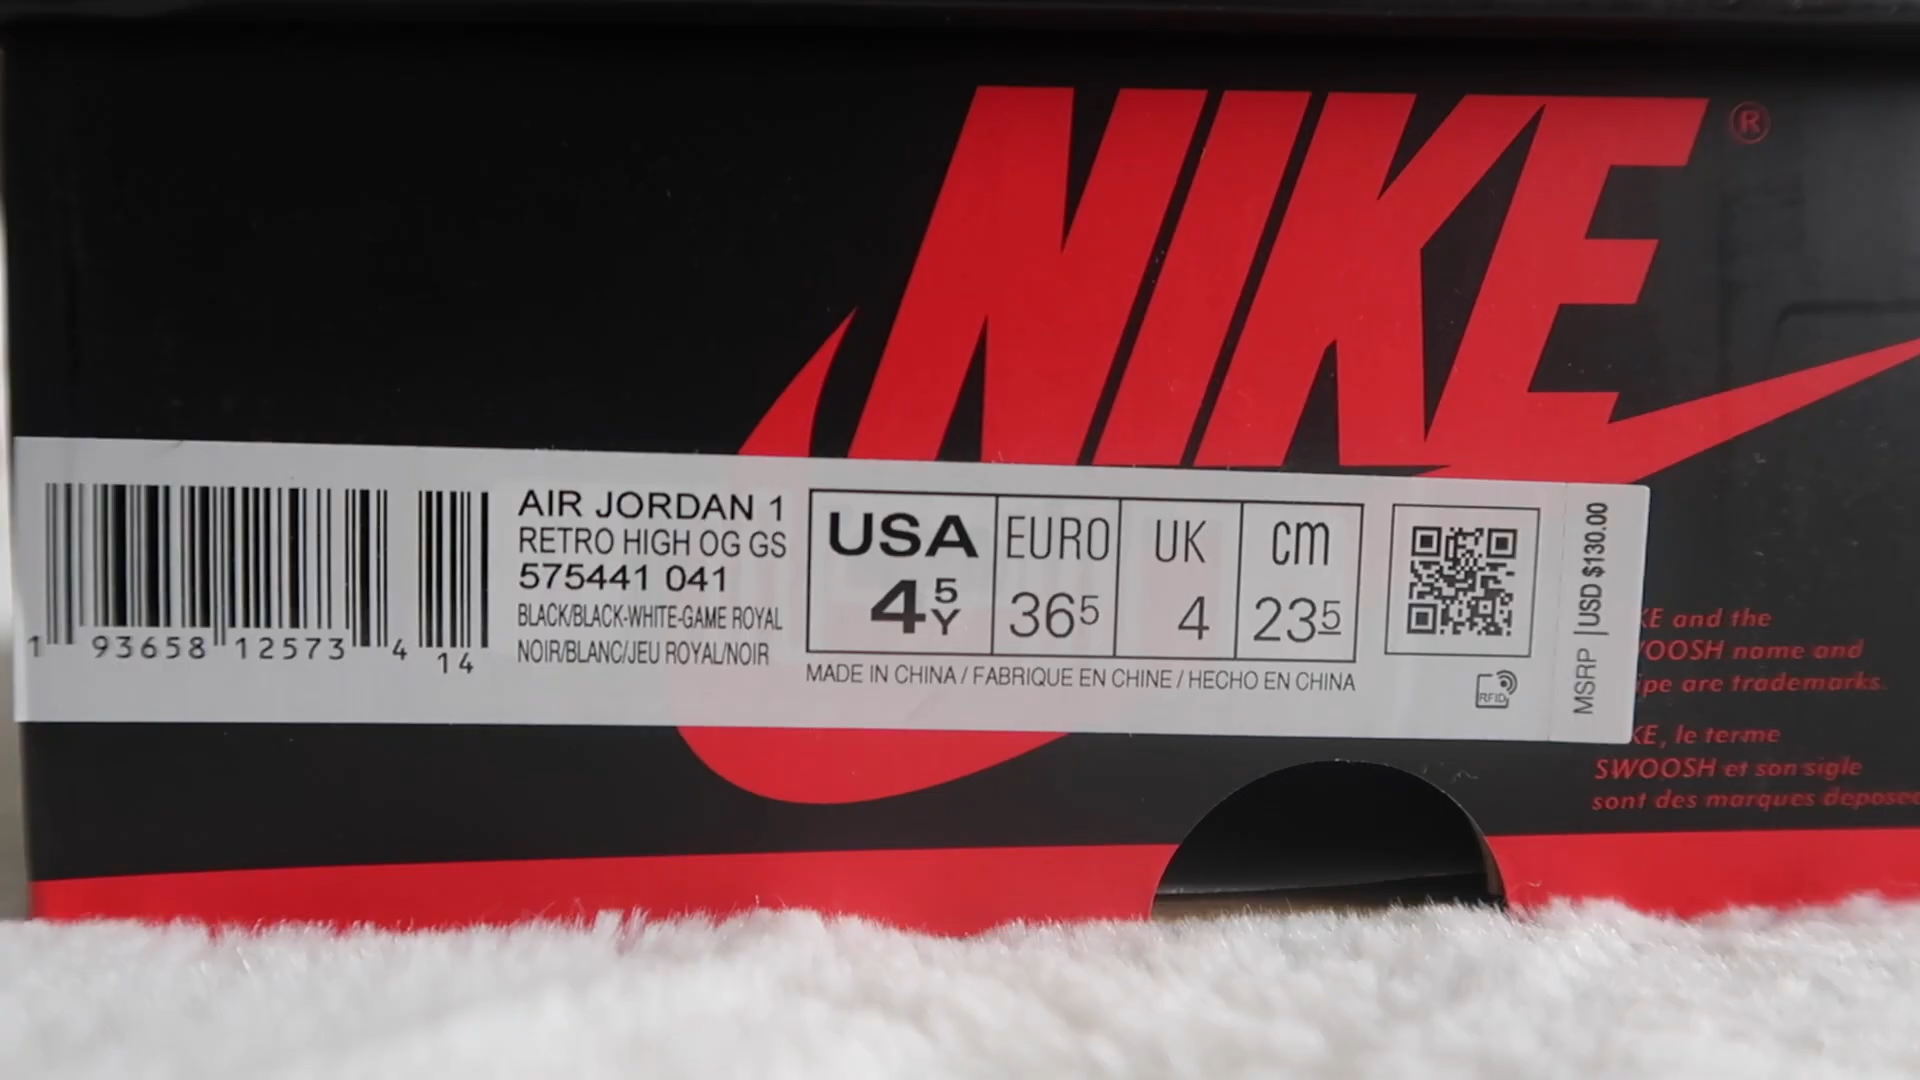 NIKE ®
AIR JORDAN 1
RETRO HIGH OG GS
575441 041
BLACK/BLACK-WHITE-GAME ROYAL
NOIR/BLANC/JEU ROYAL/NOIR
1 93658 12573 4 14
USA EURO UK cm
4 5Y 36 5 4 23 5
MADE IN CHINA / FABRIQUE EN CHINE / HECHO EN CHINA
RFID
MSRP USD $130.00
KE and the
OOSH name and
ipe are trademarks.
KE, le terme
SWOOSH et son sigle
sont des marques depose